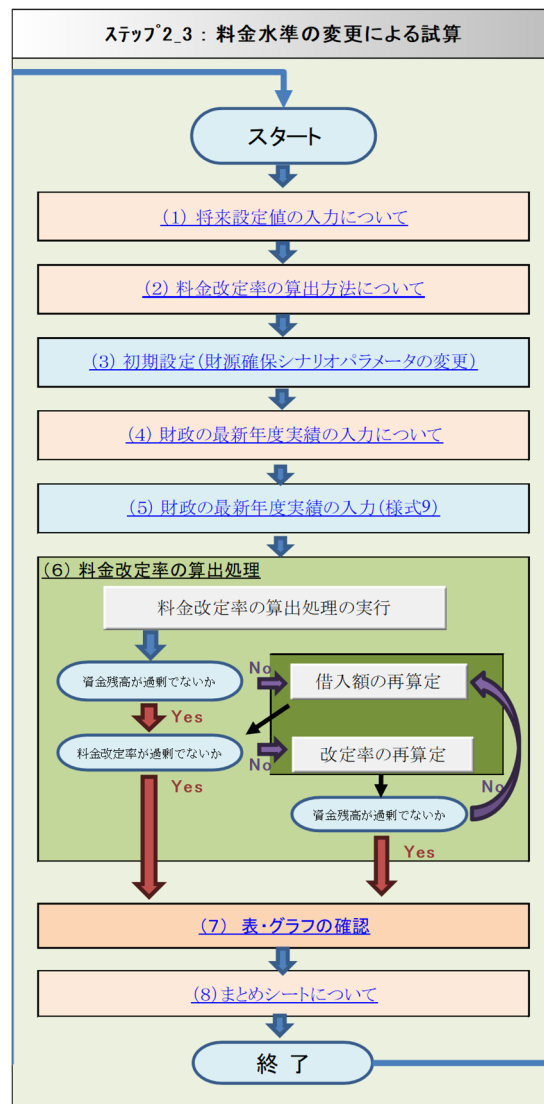 ｽﾃｯﾌﾟ2_3 : 料金水準の変更による試算
スタート
(1) 将来設定値の入力について
(2) 料金改定率の算出方法について
(3) 初期設定(財源確保シナリオパラメータの変更)
(4) 財政の最新年度実績の入力について
(5) 財政の最新年度実績の入力(様式9)
(6) 料金改定率の算出処理
料金改定率の算出処理の実行
資金残高が過剰でないか
No
借入額の再算定
Yes
料金改定率が過剰でないか
No
改定率の再算定
Yes
No
資金残高が過剰でないか
Yes
(7) 表・グラフの確認
(8)まとめシートについて
終 了